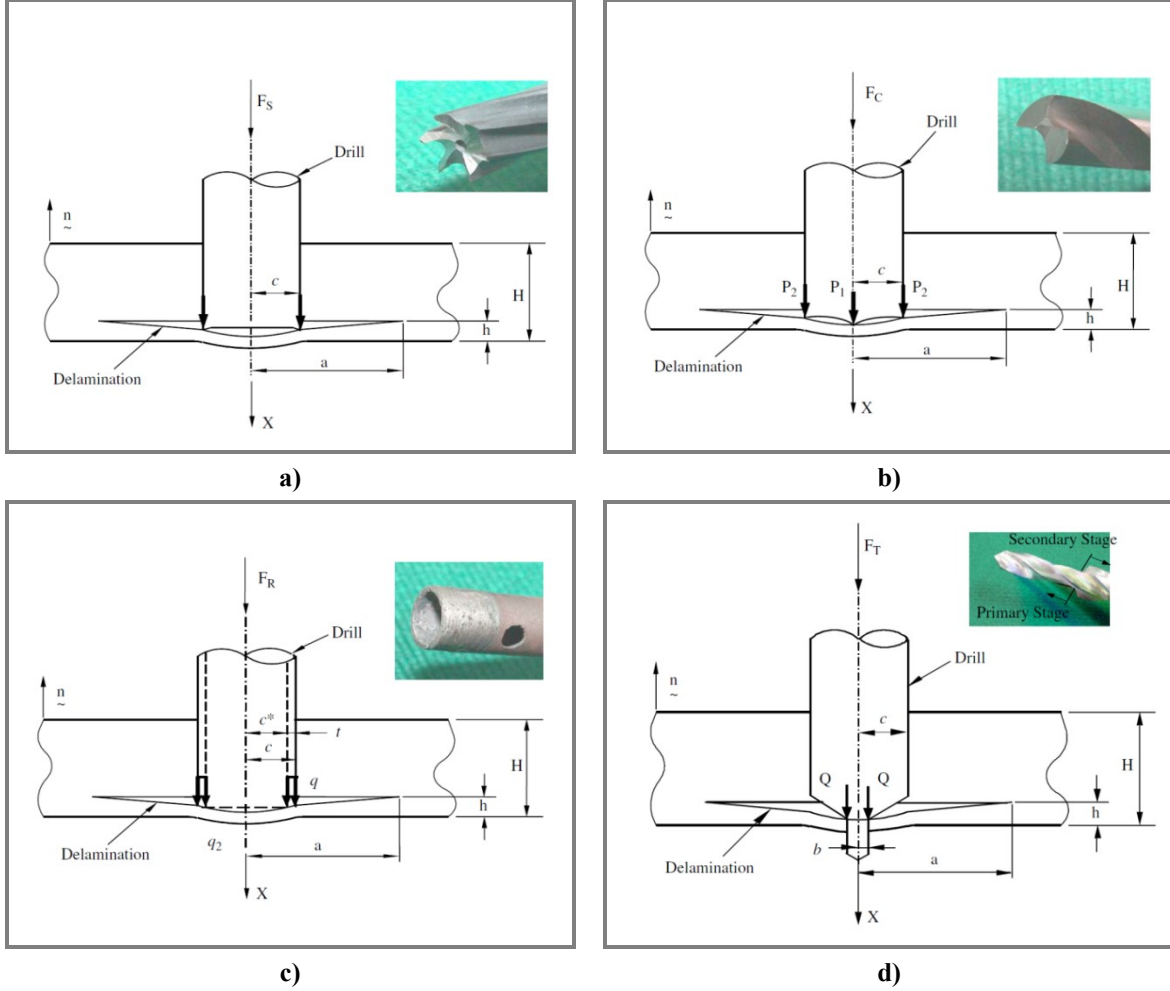 F_S
Drill
n
~
c
H
h
a
Delamination
X
a)
F_C
Drill
n
~
c
P_2 P_1 P_2
H
h
a
Delamination
X
b)
F_R
Drill
n
~
c*
t
c
q
H
h
Delamination
q_2
a
X
c)
F_T
Secondary Stage
Primary Stage
Drill
n
~
c
Q Q
H
h
b
a
Delamination
X
d)